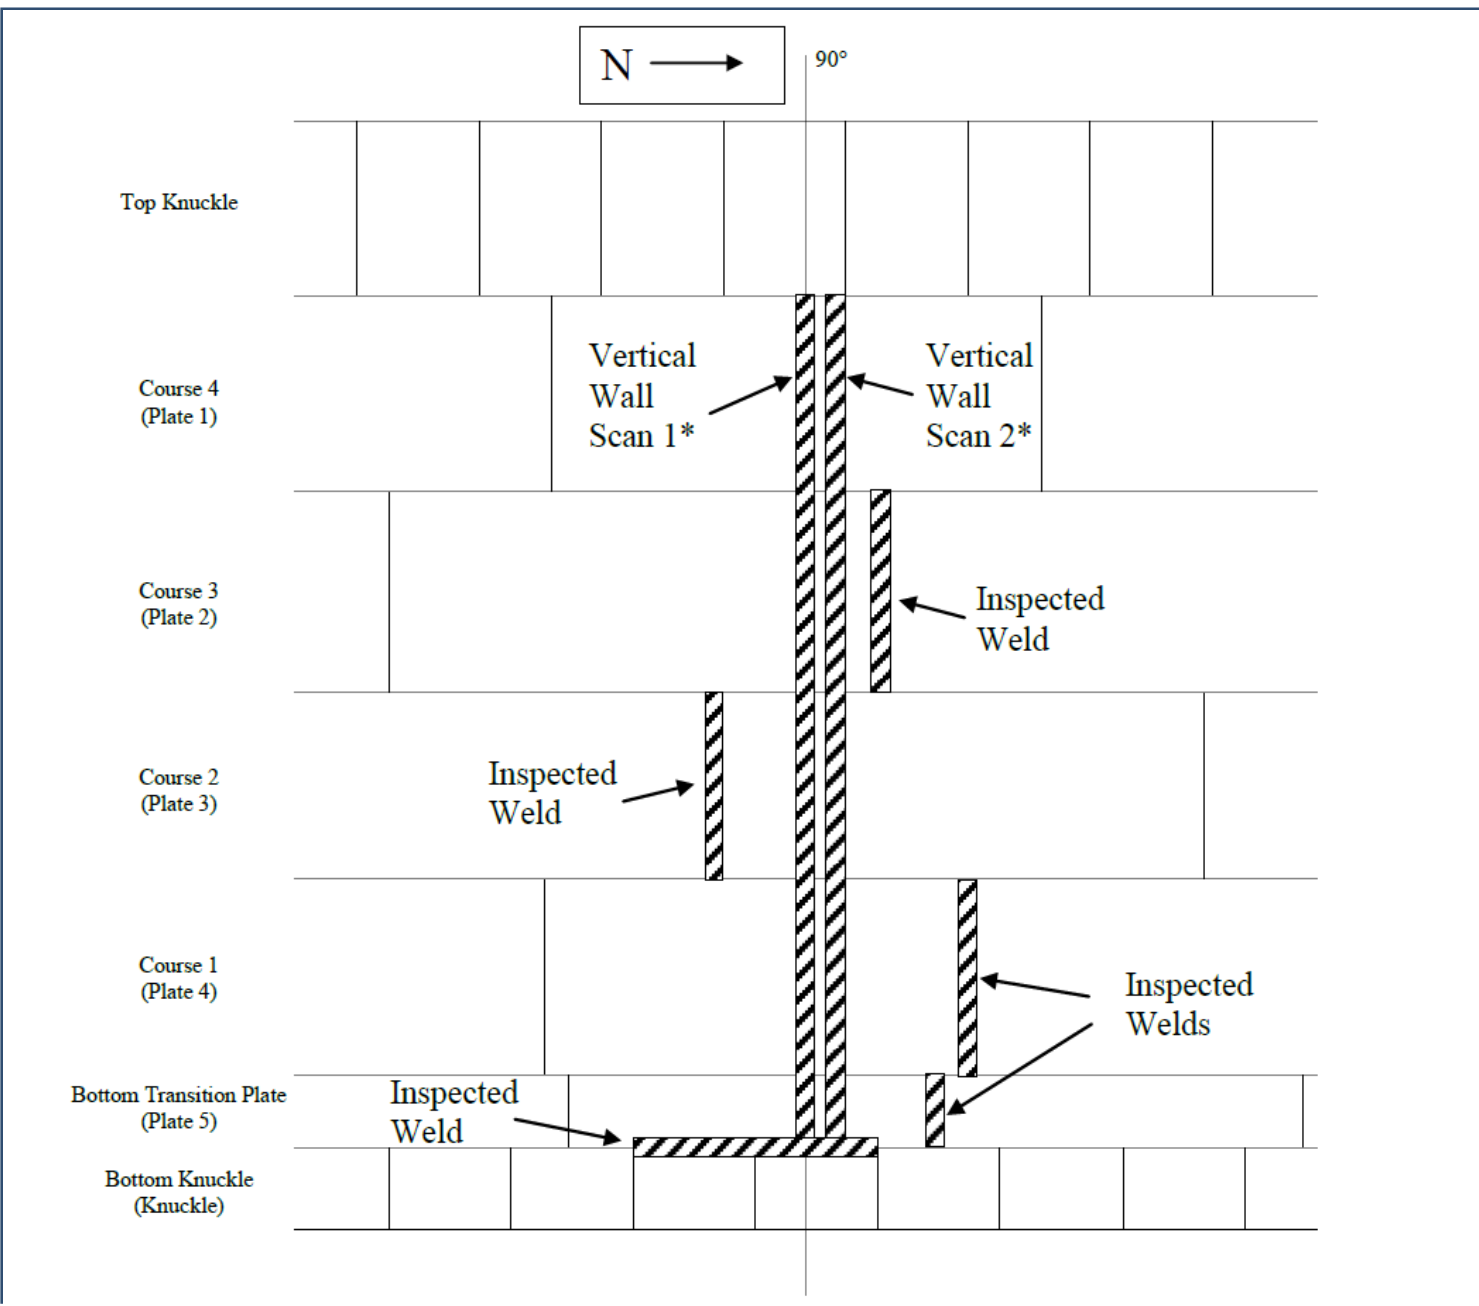 N
90°
Top Knuckle
Course 4
(Plate 1)
Vertical
Wall
Scan 1*
Vertical
Wall
Scan 2*
Course 3
(Plate 2)
Inspected
Weld
Course 2
(Plate 3)
Inspected
Weld
Course 1
(Plate 4)
Inspected
Welds
Bottom Transition Plate
(Plate 5)
Inspected
Weld
Bottom Knuckle
(Knuckle)